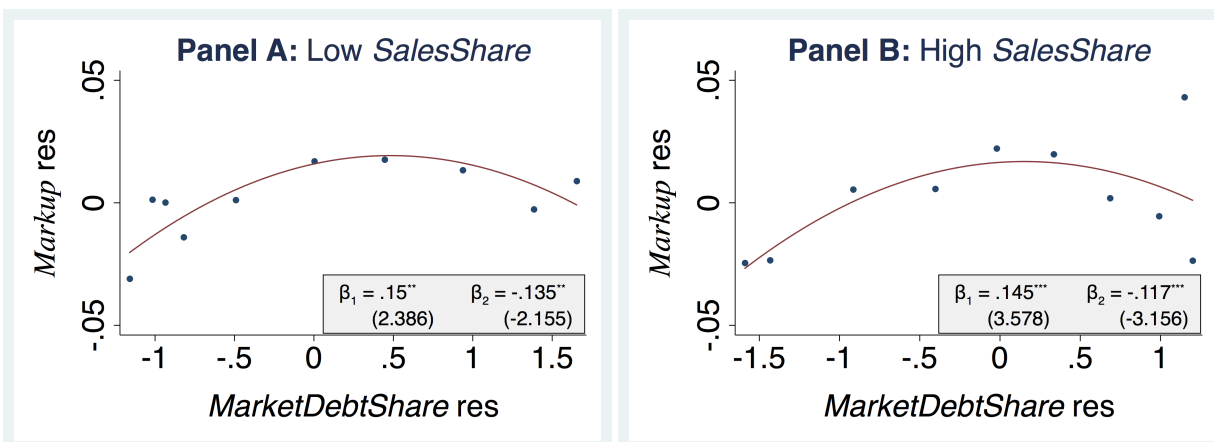 Panel A: Low SalesShare
.05
0
-.05
Markup res
β1 = .15** β2 = -.135**
(2.386) (-2.155)
-1 -.5 0 .5 1 1.5
MarketDebtShare res
Panel B: High SalesShare
.05
0
-.05
Markup res
β1 = .145*** β2 = -.117***
(3.578) (-3.156)
-1.5 -1 -.5 0 .5 1
MarketDebtShare res